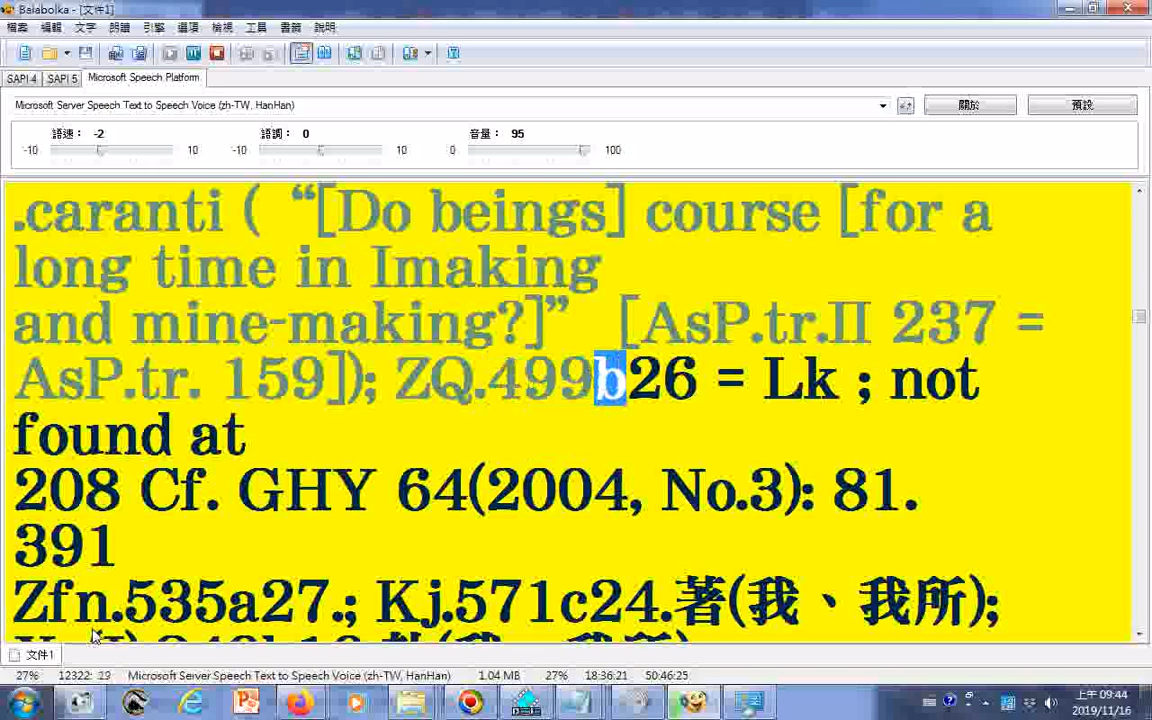 Balabolka - [文件1]
檔案 編輯 文字 朗讀 引擎 選項 檢視 工具 書籤 說明
SAPI 4 SAPI 5 Microsoft Speech Platform
Microsoft Server Speech Text to Speech Voice (zh-TW, HanHan) 關於 預設
語速： -2 語調： 0 音量： 95
-10 10 -10 10 0 100
.caranti ( “[Do beings] course [for a
long time in Imaking
and mine-making?]” [AsP.tr.II 237 =
AsP.tr. 159]); ZQ.499b26 = Lk ; not
found at
208 Cf. GHY 64(2004, No.3): 81.
391
Zfn.535a27.; Kj.571c24.著(我、我所);
文件1
27% 12322: 19 Microsoft Server Speech Text to Speech Voice (zh-TW, HanHan) 1.04 MB 27% 18:36:21 50:46:25
上午 09:44
2019/11/16